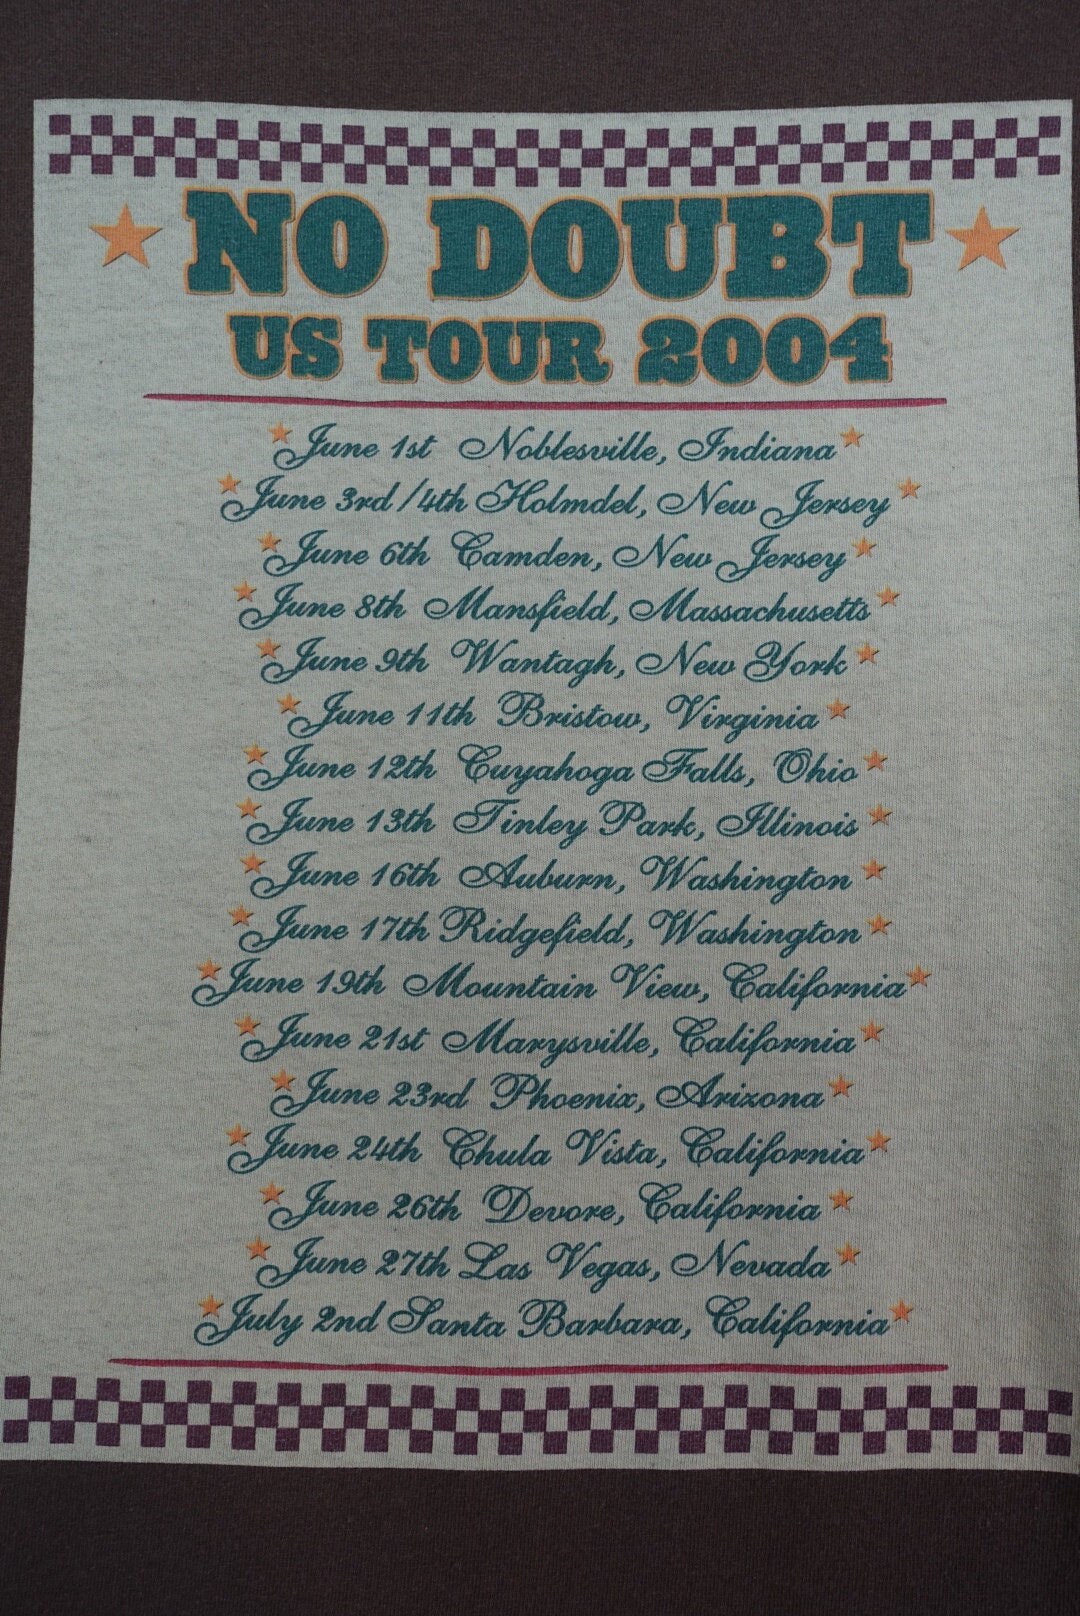 NO DOUBT
US TOUR 2004
June 1st Noblesville, Indiana
June 3rd/4th Holmdel, New Jersey
June 6th Camden, New Jersey
June 8th Mansfield, Massachusetts
June 9th Wantagh, New York
June 11th Bristow, Virginia
June 12th Cuyahoga Falls, Ohio
June 13th Tinley Park, Illinois
June 16th Auburn, Washington
June 17th Ridgefield, Washington
June 19th Mountain View, California
June 21st Marysville, California
June 23rd Phoenix, Arizona
June 24th Chula Vista, California
June 26th Devore, California
June 27th Las Vegas, Nevada
July 2nd Santa Barbara, California